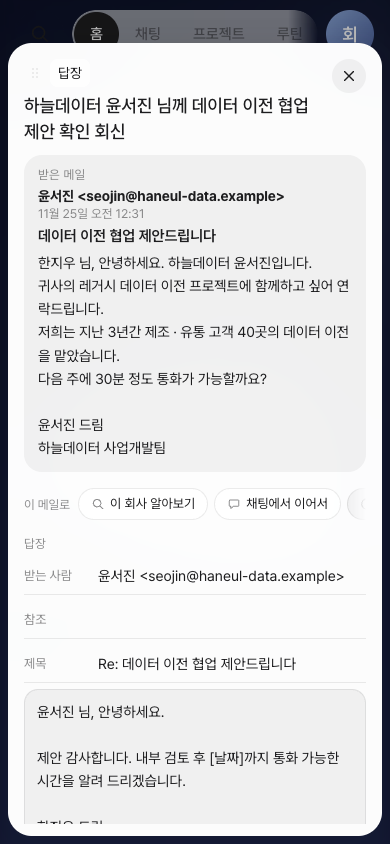 홈
채팅
프로젝트
루틴
회
답장
하늘데이터 윤서진 님께 데이터 이전 협업
제안 확인 회신
받은 메일
윤서진 <seojin@haneul-data.example>
11월 25일 오전 12:31
데이터 이전 협업 제안드립니다
한지우 님, 안녕하세요. 하늘데이터 윤서진입니다.
귀사의 레거시 데이터 이전 프로젝트에 함께하고 싶어 연
락드립니다.
저희는 지난 3년간 제조·유통 고객 40곳의 데이터 이전
을 맡았습니다.
다음 주에 30분 정도 통화가 가능할까요?
윤서진 드림
하늘데이터 사업개발팀
이 메일로
이 회사 알아보기
채팅에서 이어서
답장
받는 사람 윤서진 <seojin@haneul-data.example>
참조
제목 Re: 데이터 이전 협업 제안드립니다
윤서진 님, 안녕하세요.
제안 감사합니다. 내부 검토 후 [날짜]까지 통화 가능한
시간을 알려 드리겠습니다.